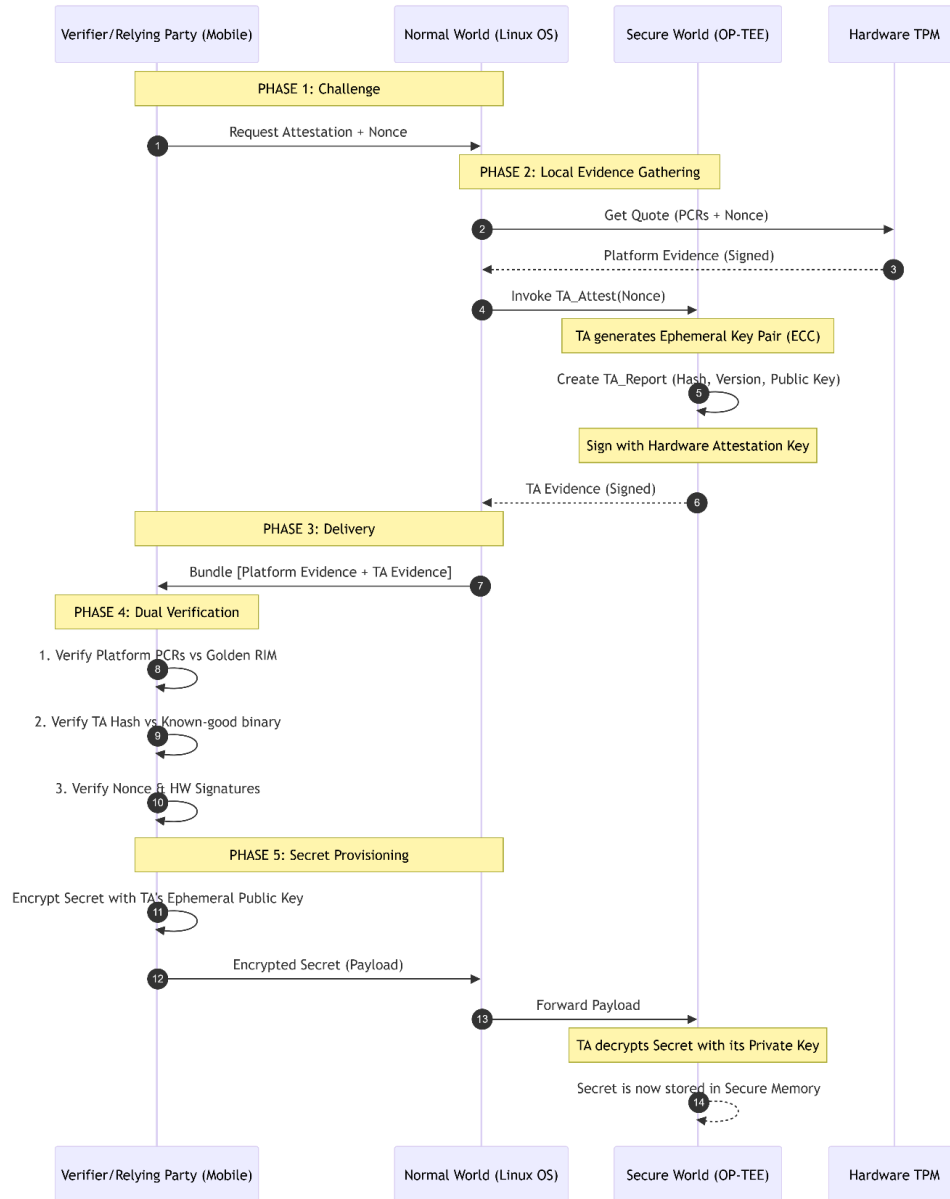 Verifier/Relying Party (Mobile)
Normal World (Linux OS)
Secure World (OP-TEE)
Hardware TPM
PHASE 1: Challenge
Request Attestation + Nonce
1
PHASE 2: Local Evidence Gathering
Get Quote (PCRs + Nonce)
2
Platform Evidence (Signed)
3
Invoke TA_Attest(Nonce)
4
TA generates Ephemeral Key Pair (ECC)
Create TA_Report (Hash, Version, Public Key)
5
Sign with Hardware Attestation Key
TA Evidence (Signed)
6
PHASE 3: Delivery
Bundle [Platform Evidence + TA Evidence]
7
PHASE 4: Dual Verification
1. Verify Platform PCRs vs Golden RIM
8
2. Verify TA Hash vs Known-good binary
9
3. Verify Nonce & HW Signatures
10
PHASE 5: Secret Provisioning
Encrypt Secret with TA's Ephemeral Public Key
11
Encrypted Secret (Payload)
12
Forward Payload
13
TA decrypts Secret with its Private Key
Secret is now stored in Secure Memory
14
Verifier/Relying Party (Mobile)
Normal World (Linux OS)
Secure World (OP-TEE)
Hardware TPM